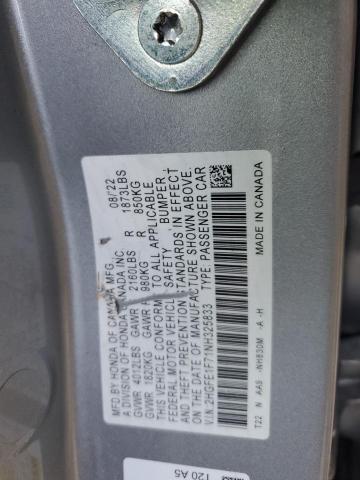 MFD. BY HONDA OF CANADA MFG. 08/22
A DIVISION OF HONDA CANADA INC.
GVWR 4012LBS GAWR F 2160LBS R 1873LBS
GVWR 1820KG GAWR F 980KG R 850KG
THIS VEHICLE CONFORMS TO ALL APPLICABLE
FEDERAL MOTOR VEHICLE SAFETY, BUMPER,
AND THEFT PREVENTION STANDARDS IN EFFECT
ON THE DATE OF MANUFACTURE SHOWN ABOVE.
V.I.N. 2HGFE1F71NH325833 TYPE: PASSENGER CAR
T22 N AAS -NH830M -A -H
MADE IN CANADA
T20 A5